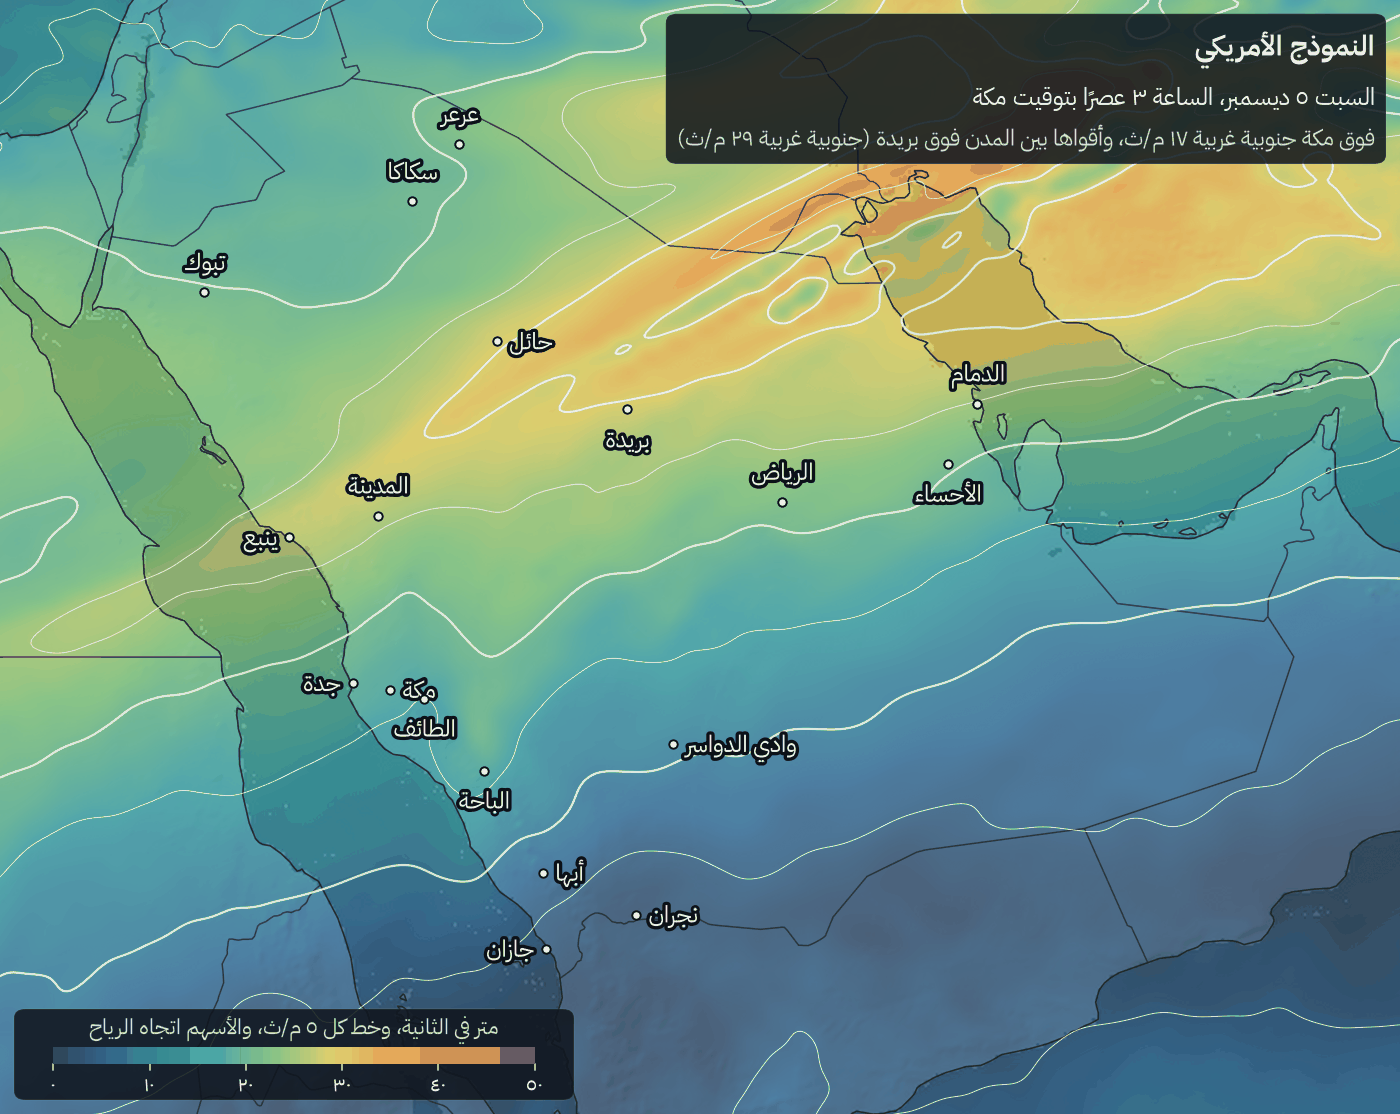 النموذج الأمريكي
السبت ٥ ديسمبر، الساعة ٣ عصرًا بتوقيت مكة
فوق مكة جنوبية غربية ١٧ م/ث، وأقواها بين المدن فوق بريدة (جنوبية غربية ٢٩ م/ث)
عرعر
سكاكا
تبوك
حائل
الدمام
بريدة
الرياض
الأحساء
المدينة
ينبع
جدة
مكة
الطائف
وادي الدواسر
الباحة
أبها
نجران
جازان
متر في الثانية، وخط كل ٥ م/ث، والأسهم اتجاه الرياح
٠ ١٠ ٢٠ ٣٠ ٤٠ ٥٠